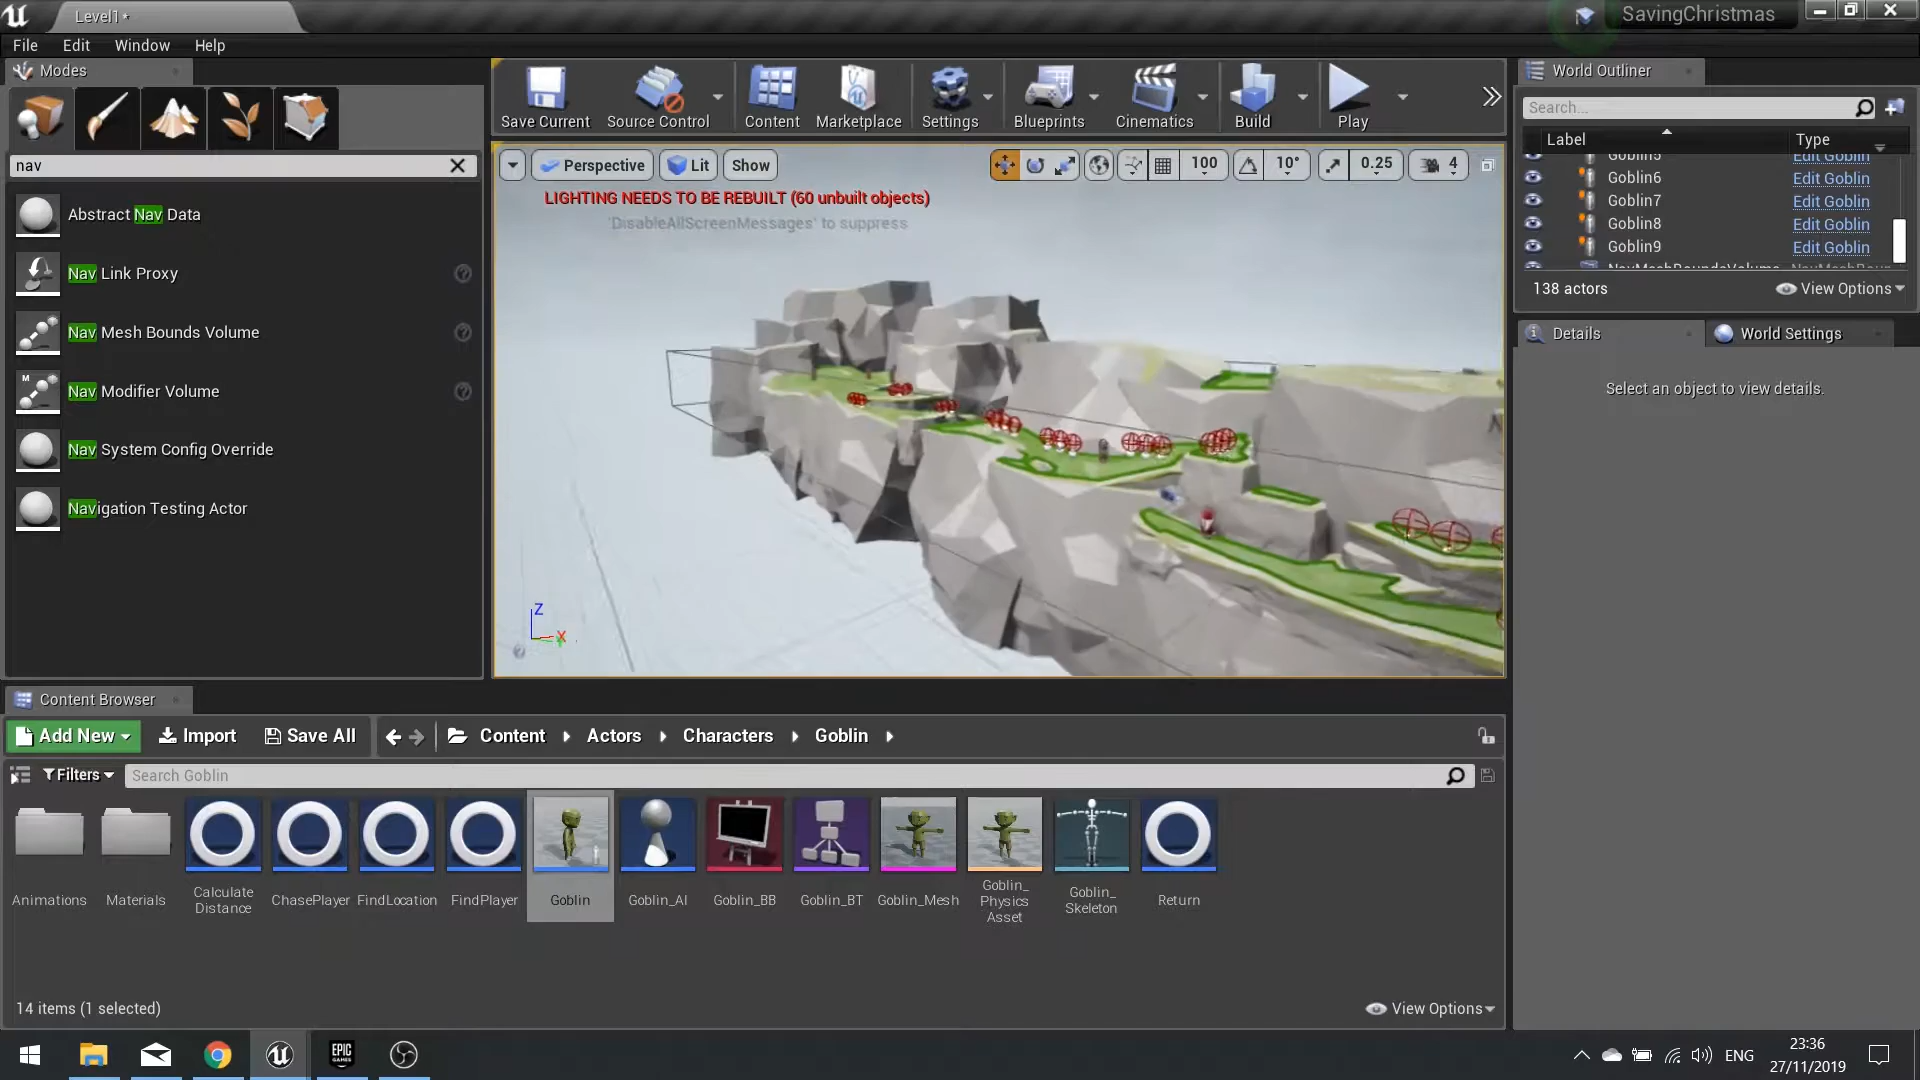 Level1*
SavingChristmas
File Edit Window Help
Modes
nav
Abstract Nav Data
Nav Link Proxy
Nav Mesh Bounds Volume
Nav Modifier Volume
Nav System Config Override
Navigation Testing Actor
Save Current Source Control Content Marketplace Settings Blueprints Cinematics Build Play
Perspective Lit Show 100 10° 0.25 4
LIGHTING NEEDS TO BE REBUILT (60 unbuilt objects)
'DisableAllScreenMessages' to suppress
Z
X
World Outliner
Search...
Label Type
Goblin5 Edit Goblin
Goblin6 Edit Goblin
Goblin7 Edit Goblin
Goblin8 Edit Goblin
Goblin9 Edit Goblin
138 actors View Options
Details World Settings
Select an object to view details.
Content Browser
Add New Import Save All Content Actors Characters Goblin
Filters Search Goblin
Animations
Materials
Calculate
Distance
ChasePlayer
FindLocation
FindPlayer
Goblin
Goblin_AI
Goblin_BB
Goblin_BT
Goblin_Mesh
Goblin_
Physics
Asset
Goblin_
Skeleton
Return
14 items (1 selected) View Options
EPIC
GAMES
ENG
23:36
27/11/2019